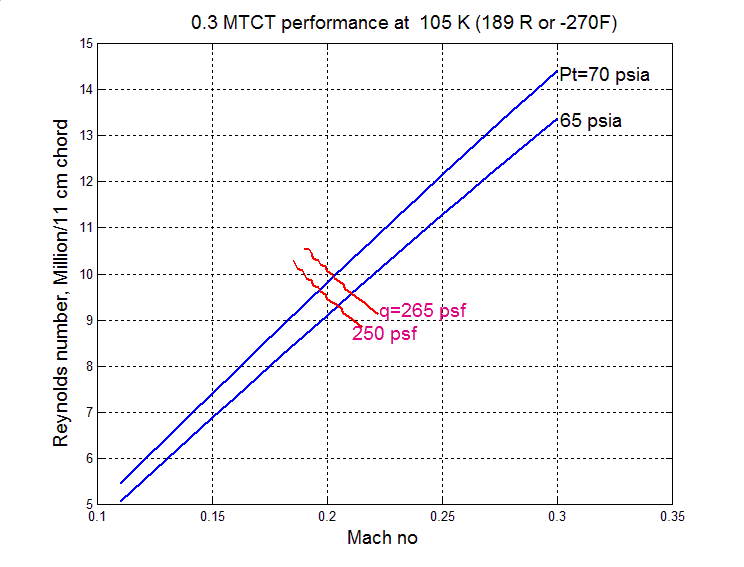 0.3 MTCT performance at  105 K (189 R or -270F)
15
14
13
12
11
10
9
8
7
6
5
Reynolds number, Million/11 cm chord
Pt=70 psia
65 psia
q=265 psf
250 psf
0.1
0.15
0.2
0.25
0.3
0.35
Mach no